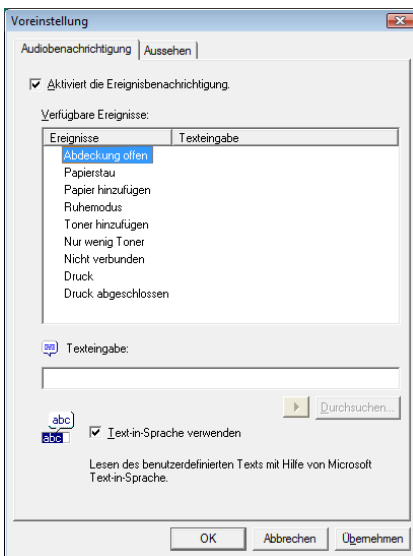 Voreinstellung
Audiobenachrichtigung Aussehen
Aktiviert die Ereignisbenachrichtigung.
Verfügbare Ereignisse:
Ereignisse Texteingabe
Abdeckung offen
Papierstau
Papier hinzufügen
Ruhemodus
Toner hinzufügen
Nur wenig Toner
Nicht verbunden
Druck
Druck abgeschlossen
Texteingabe:
Durchsuchen...
abc
abc
Text-in-Sprache verwenden
Lesen des benutzerdefinierten Texts mit Hilfe von Microsoft
Text-in-Sprache.
OK Abbrechen Übernehmen